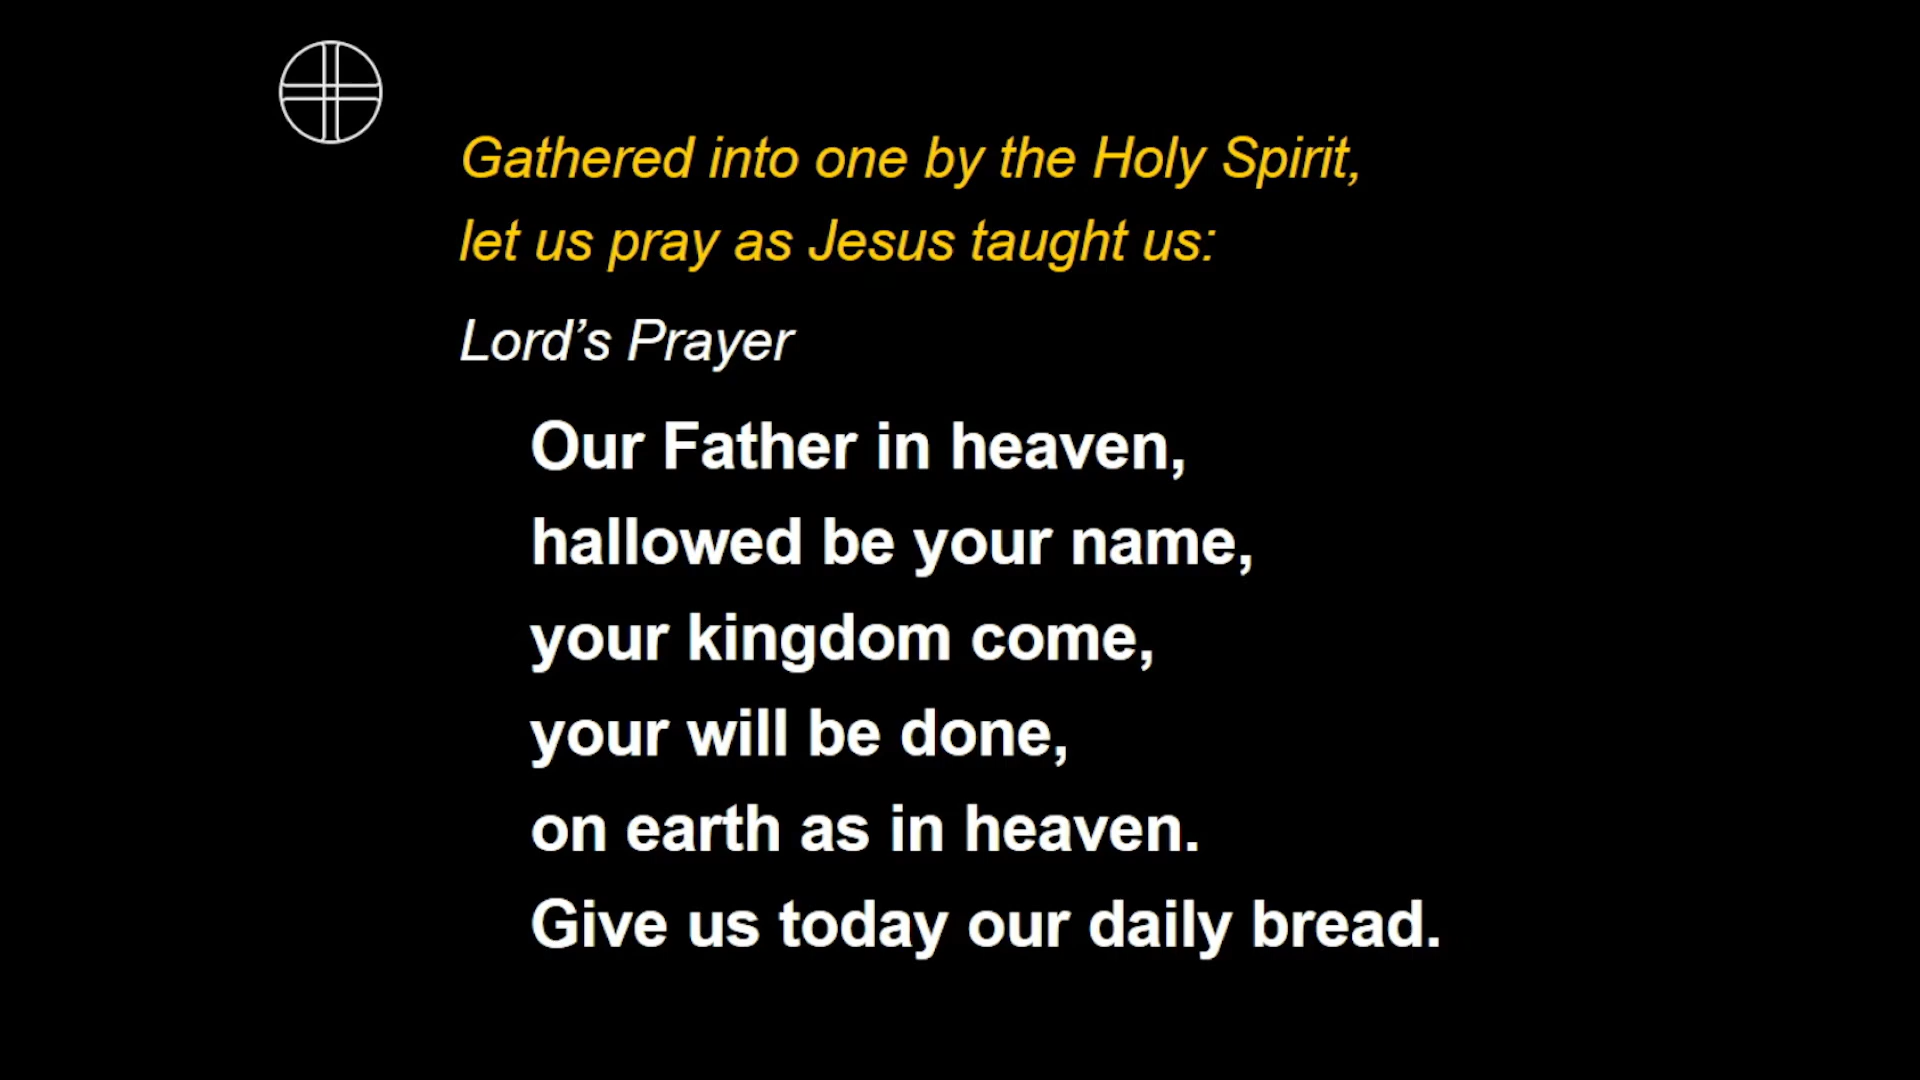 Gathered into one by the Holy Spirit,
let us pray as Jesus taught us:
Lord’s Prayer
Our Father in heaven,
hallowed be your name,
your kingdom come,
your will be done,
on earth as in heaven.
Give us today our daily bread.